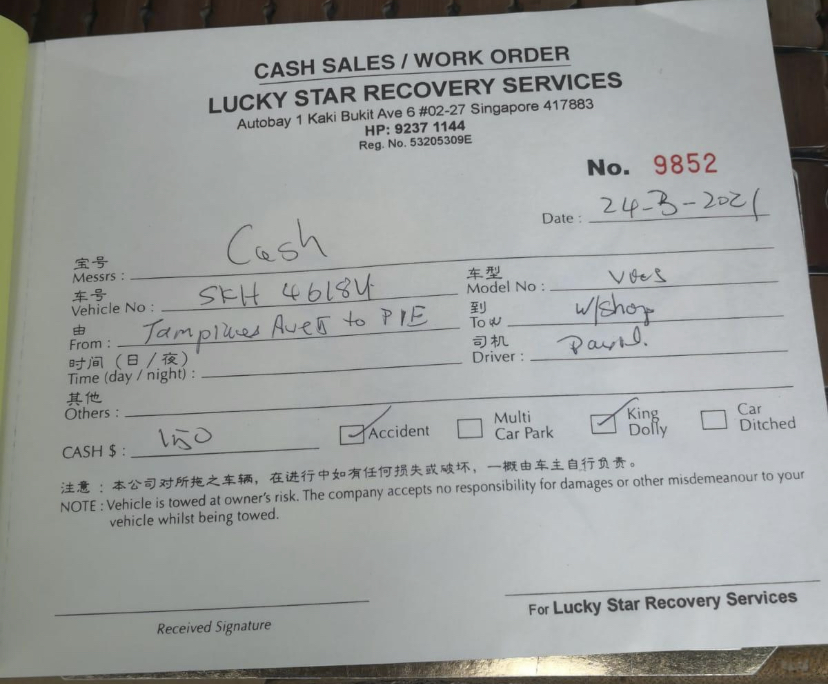 CASH SALES / WORK ORDER
LUCKY STAR RECOVERY SERVICES
Autobay 1 Kaki Bukit Ave 6 #02-27 Singapore 417883
HP: 9237 1144
Reg. No. 53205309E
No. 9852
Date : 24-3-2021
宝号
Messrs : Cash
车号
Vehicle No : SKH 4618Y
车型
Model No :
由
From : Tampines Ave to PIE
到
To W/shop
时间（日 / 夜）
Time (day / night) :
司机
Driver :
其他
Others :
CASH $ : 150
Accident
Multi
Car Park
King
Dolly
Car
Ditched
注意 : 本公司对所拖之车辆，在进行中如有任何损失或破坏，一概由车主自行负责。
NOTE : Vehicle is towed at owner's risk. The company accepts no responsibility for damages or other misdemeanour to your
vehicle whilst being towed.
Received Signature
For Lucky Star Recovery Services